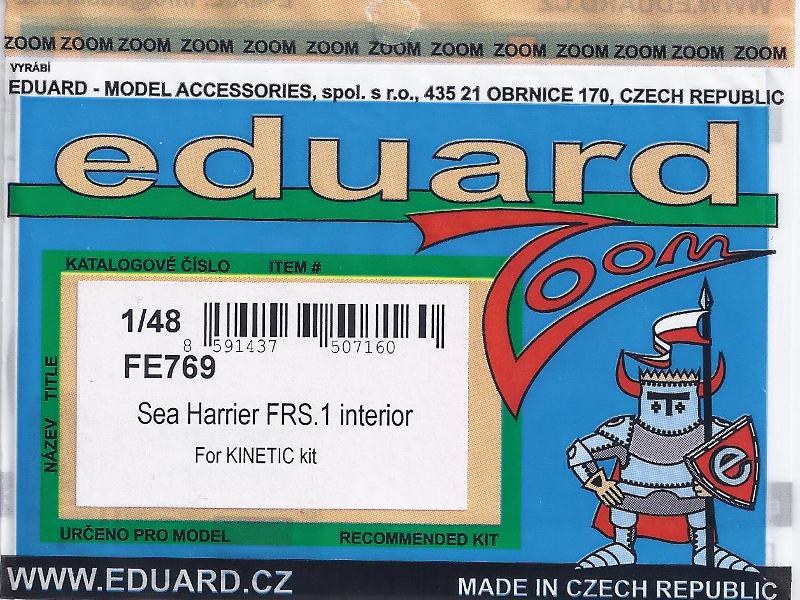 ZOOM ZOOM ZOOM ZOOM ZOOM ZOOM ZOOM ZOOM ZOOM ZOOM ZOOM ZOOM ZOOM
VYRÁBÍ
EDUARD - MODEL ACCESSORIES, spol. s r.o., 435 21 OBRNICE 170, CZECH REPUBLIC
eduard
Zoom
KATALOGOVÉ ČÍSLO ITEM #
1/48
8 591437 507160
FE769
Sea Harrier FRS.1 interior
For KINETIC kit
NÁZEV TITLE
e
URČENO PRO MODEL RECOMMENDED KIT
WWW.EDUARD.CZ MADE IN CZECH REPUBLIC